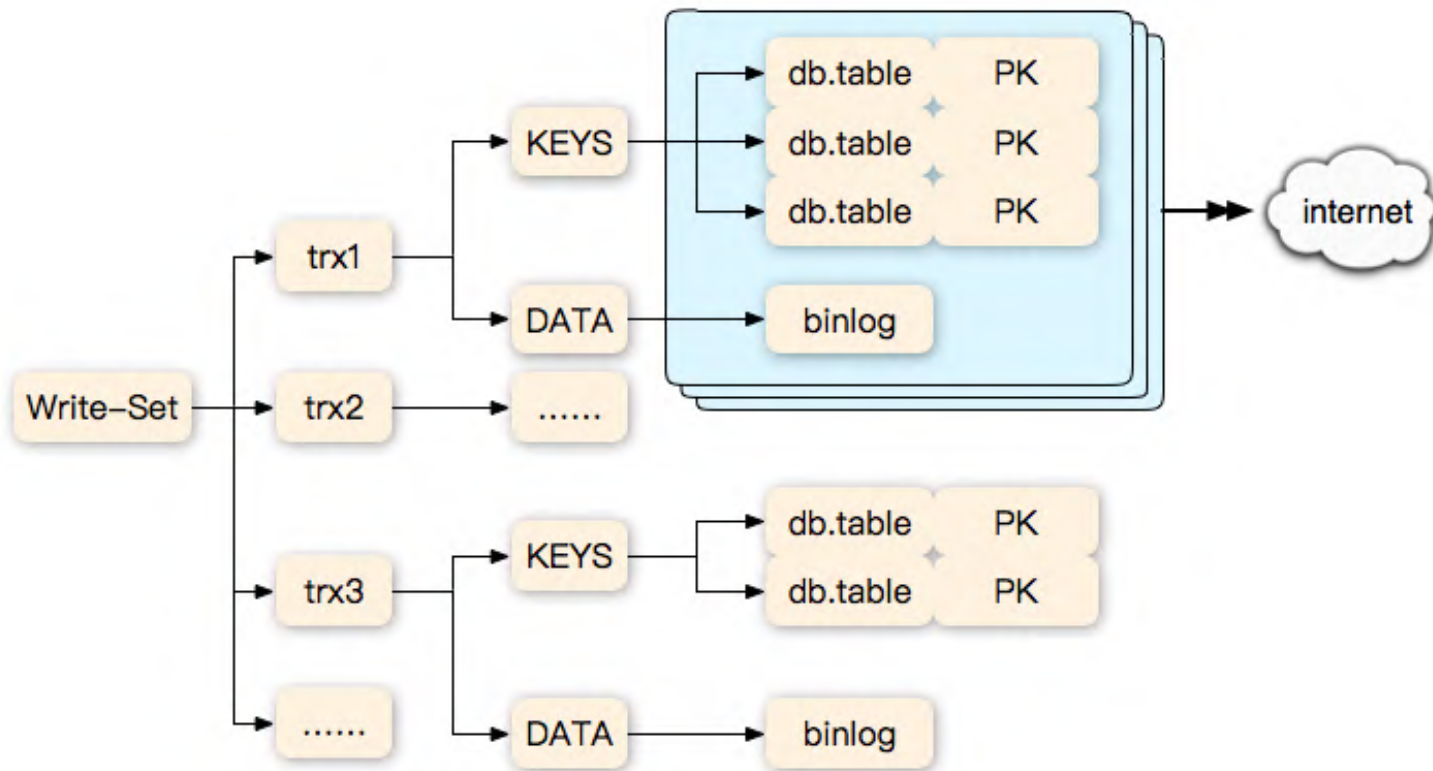 db.table PK
KEYS
db.table PK
db.table PK
internet
trx1
DATA
binlog
Write-Set
trx2
......
db.table PK
KEYS
db.table PK
trx3
......
DATA
binlog